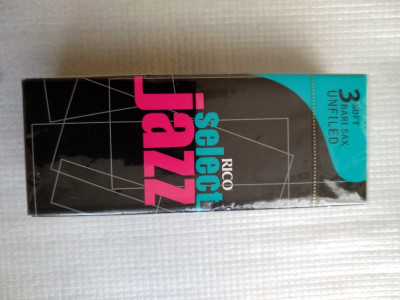 3 SOFT
BARI SAX
UNFILED
RICO
select
jazz